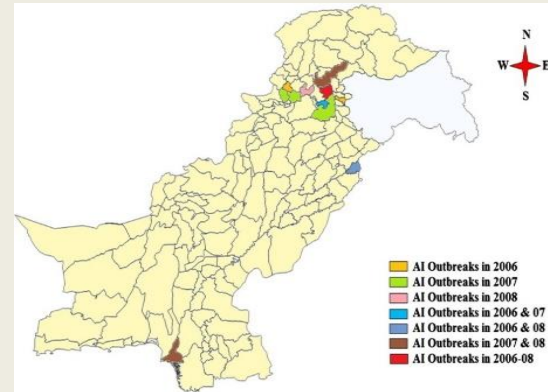 N
W E
S
AI Outbreaks in 2006
AI Outbreaks in 2007
AI Outbreaks in 2008
AI Outbreaks in 2006 & 07
AI Outbreaks in 2006 & 08
AI Outbreaks in 2007 & 08
AI Outbreaks in 2006-08